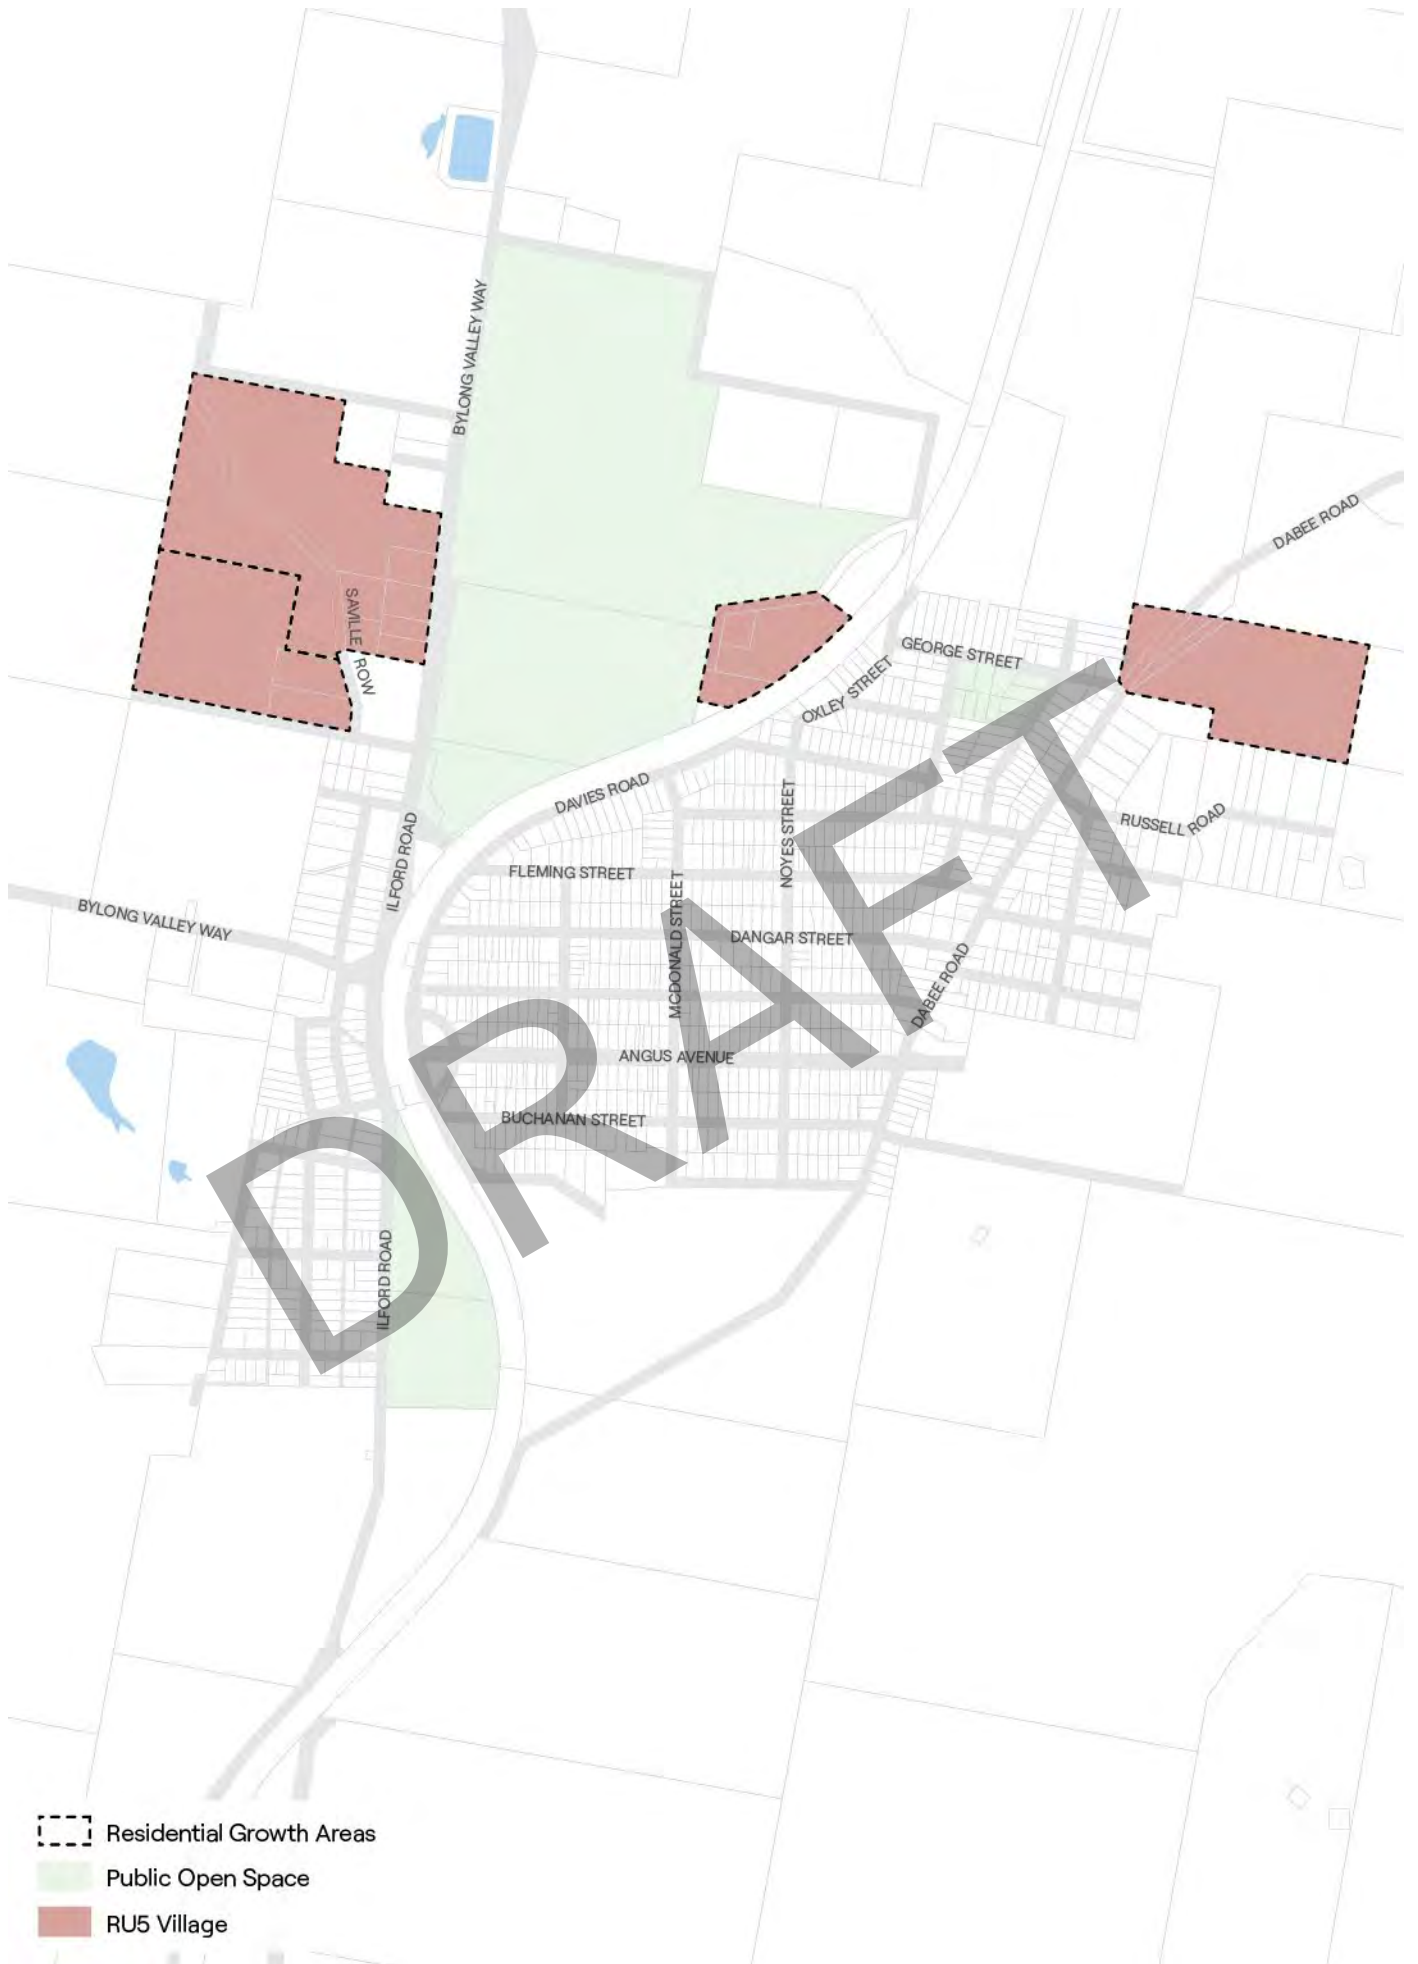 BYLONG VALLEY WAY
DABEE ROAD
SAVILLE ROW
GEORGE STREET
OXLEY STREET
DAVIES ROAD
NOYES STREET
RUSSELL ROAD
ILFORD ROAD
FLEMING STREET
MCDONALD STREET
BYLONG VALLEY WAY
DANGAR STREET
DABEE ROAD
ANGUS AVENUE
BUCHANAN STREET
ILFORD ROAD
DRAFT
Residential Growth Areas
Public Open Space
RU5 Village